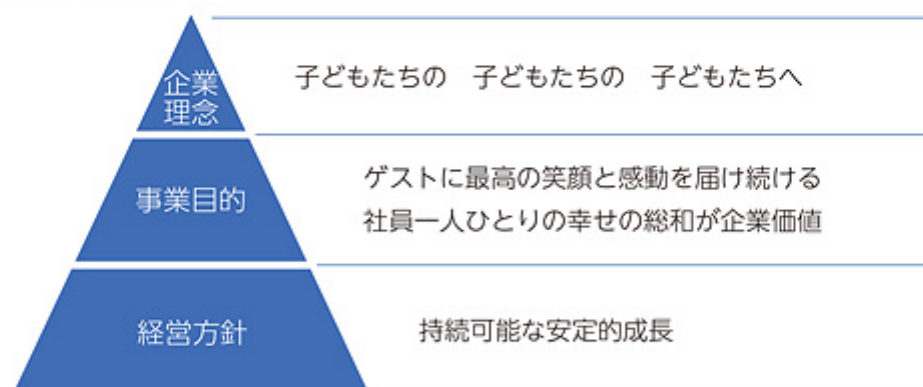 企業
理念
子どもたちの　子どもたちの　子どもたちへ
事業目的
ゲストに最高の笑顔と感動を届け続ける
社員一人ひとりの幸せの総和が企業価値
経営方針
持続可能な安定的成長